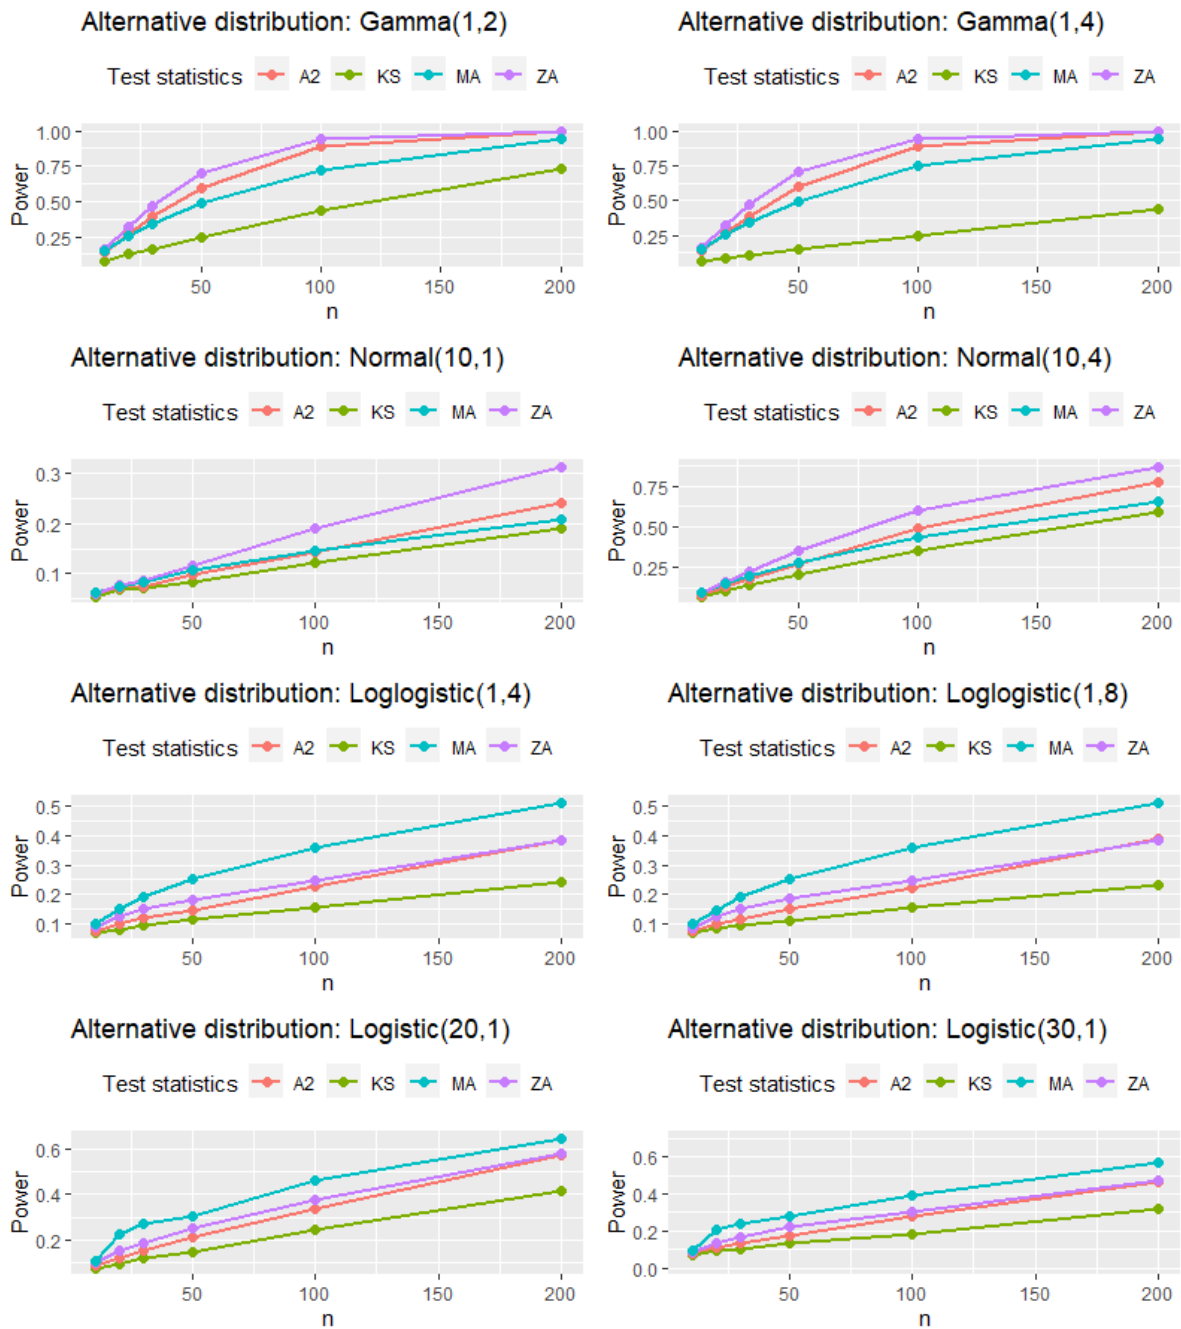 Alternative distribution: Gamma(1,2)
Test statistics A2 KS MA ZA
1.00
0.75
0.50
0.25
Power
50 100 150 200
n
Alternative distribution: Gamma(1,4)
Test statistics A2 KS MA ZA
1.00
0.75
0.50
0.25
Power
50 100 150 200
n
Alternative distribution: Normal(10,1)
Test statistics A2 KS MA ZA
0.3
0.2
0.1
Power
50 100 150 200
n
Alternative distribution: Normal(10,4)
Test statistics A2 KS MA ZA
0.75
0.50
0.25
Power
50 100 150 200
n
Alternative distribution: Loglogistic(1,4)
Test statistics A2 KS MA ZA
0.5
0.4
0.3
0.2
0.1
Power
50 100 150 200
n
Alternative distribution: Loglogistic(1,8)
Test statistics A2 KS MA ZA
0.5
0.4
0.3
0.2
0.1
Power
50 100 150 200
n
Alternative distribution: Logistic(20,1)
Test statistics A2 KS MA ZA
0.6
0.4
0.2
Power
50 100 150 200
n
Alternative distribution: Logistic(30,1)
Test statistics A2 KS MA ZA
0.6
0.4
0.2
0.0
Power
50 100 150 200
n